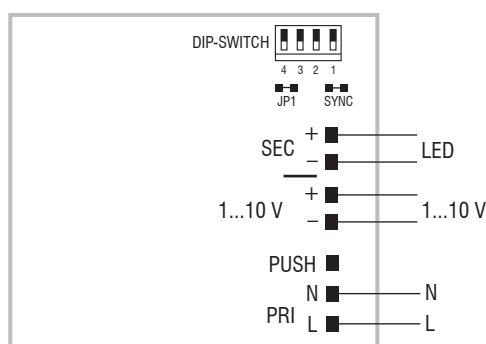 DIP-SWITCH
4 3 2 1
JP1 SYNC
+
SEC LED
–
+
1...10 V 1...10 V
–
PUSH
N N
PRI
L L